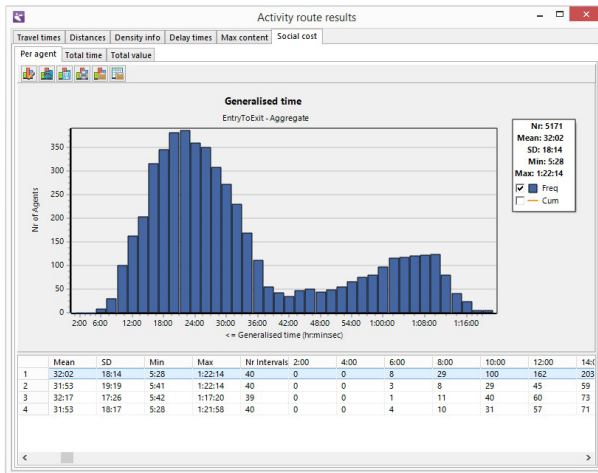 Activity route results
Travel times Distances Density info Delay times Max content Social cost
Per agent Total time Total value
Generalised time
EntryToExit - Aggregate
Nr: 5171
Mean: 32:02
SD: 18:14
Min: 5:28
Max: 1:22:14
Freq
Cum
Nr of Agents
350
300
250
200
150
100
50
0
2:00 6:00 12:00 18:00 24:00 30:00 36:00 42:00 48:00 54:00 1:00:00 1:08:00 1:16:00
<= Generalised time (hr:min:sec)
Mean SD Min Max Nr Intervals 2:00 4:00 6:00 8:00 10:00 12:00 14:0
1 32:02 18:14 5:28 1:22:14 40 0 0 8 29 100 162 203
2 31:53 19:19 5:41 1:22:14 40 0 0 3 8 29 45 59
3 32:17 17:26 5:42 1:17:20 39 0 0 1 11 40 60 73
4 31:53 18:17 5:28 1:21:58 40 0 0 4 10 31 57 71